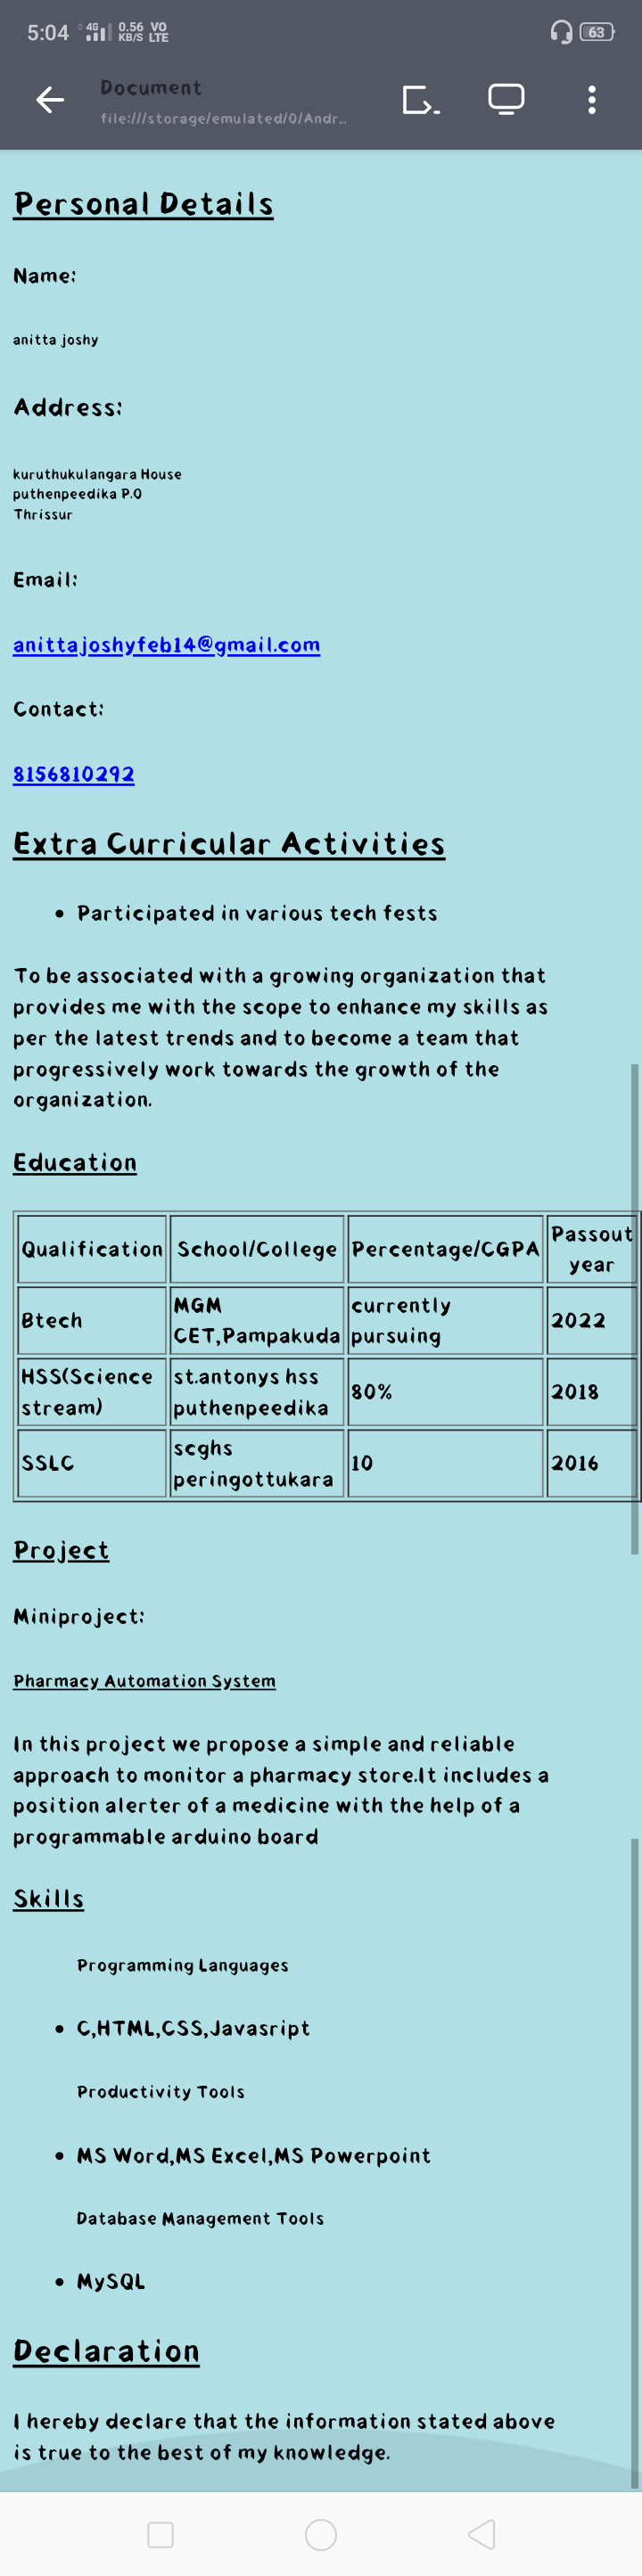 5:04 4G 0.56 KB/S VO LTE 63
Document
file:///storage/emulated/0/Andr...
Personal Details
Name:
anitta joshy
Address:
kuruthukulangara House
puthenpeedika P.O
Thrissur
Email:
anittajoshyfeb14@gmail.com
Contact:
8156810292
Extra Curricular Activities
• Participated in various tech fests
To be associated with a growing organization that
provides me with the scope to enhance my skills as
per the latest trends and to become a team that
progressively work towards the growth of the
organization.
Education
Qualification School/College Percentage/CGPA Passout year
Btech MGM CET,Pampakuda currently pursuing 2022
HSS(Science stream) st.antonys hss puthenpeedika 80% 2018
SSLC scghs peringottukara 10 2016
Project
Miniproject:
Pharmacy Automation System
In this project we propose a simple and reliable
approach to monitor a pharmacy store.It includes a
position alerter of a medicine with the help of a
programmable arduino board
Skills
Programming Languages
• C,HTML,CSS,Javasript
Productivity Tools
• MS Word,MS Excel,MS Powerpoint
Database Management Tools
• MySQL
Declaration
I hereby declare that the information stated above
is true to the best of my knowledge.